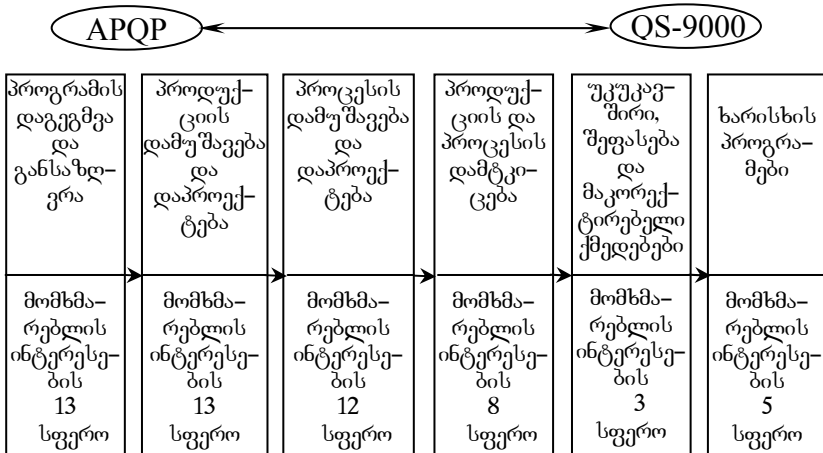 APQP
QS-9000
პროგრამის
დაგეგმვა
და
განსაზღ–
ვრა
პროდუქ–
ციის
დამუშავება
და
დაპროექ–
ტება
პროცესის
დამუშავება
და
დაპროექ–
ტება
პროდუქ–
ციის და
პროცესის
დამტკი–
ცება
უკუკავ–
შირი,
შეფასება
და
მაკორექ–
ტირებელი
ქმედებები
ხარისხის
პროგრა–
მები
მომხმა–
რებლის
ინტერესე–
ბის
13
სფერო
მომხმა–
რებლის
ინტერესე–
ბის
13
სფერო
მომხმა–
რებლის
ინტერესე–
ბის
12
სფერო
მომხმა–
რებლის
ინტერესე–
ბის
8
სფერო
მომხმა–
რებლის
ინტერესე–
ბის
3
სფერო
მომხმა–
რებლის
ინტერესე–
ბის
5
სფერო